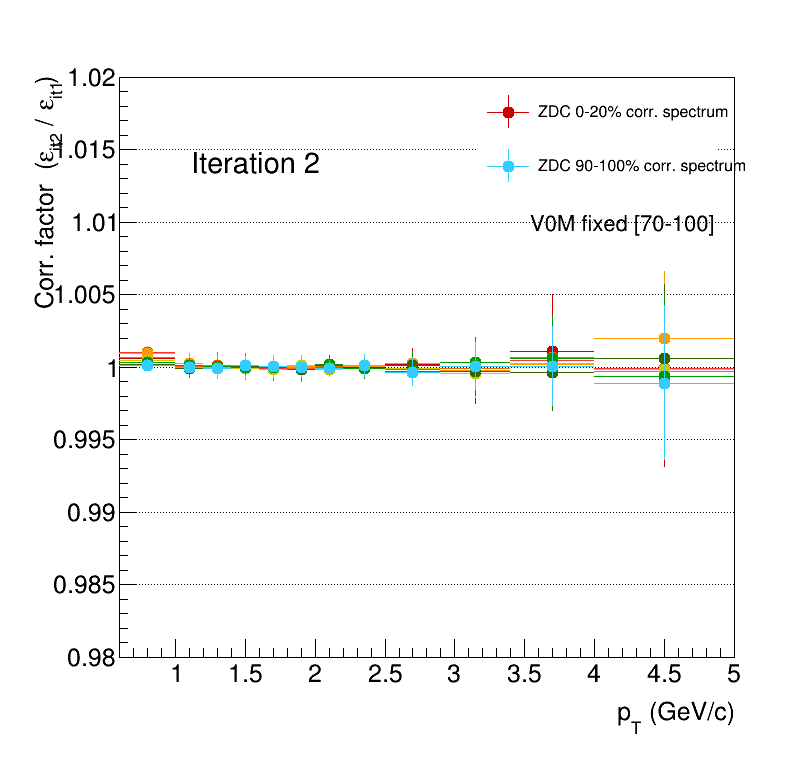 1.02
1.015
1.01
1.005
1
0.995
0.99
0.985
0.98
Corr. factor (ε_it2 / ε_it1)
ZDC 0-20% corr. spectrum
Iteration 2
ZDC 90-100% corr. spectrum
V0M fixed [70-100]
1 1.5 2 2.5 3 3.5 4 4.5 5
p_T (GeV/c)